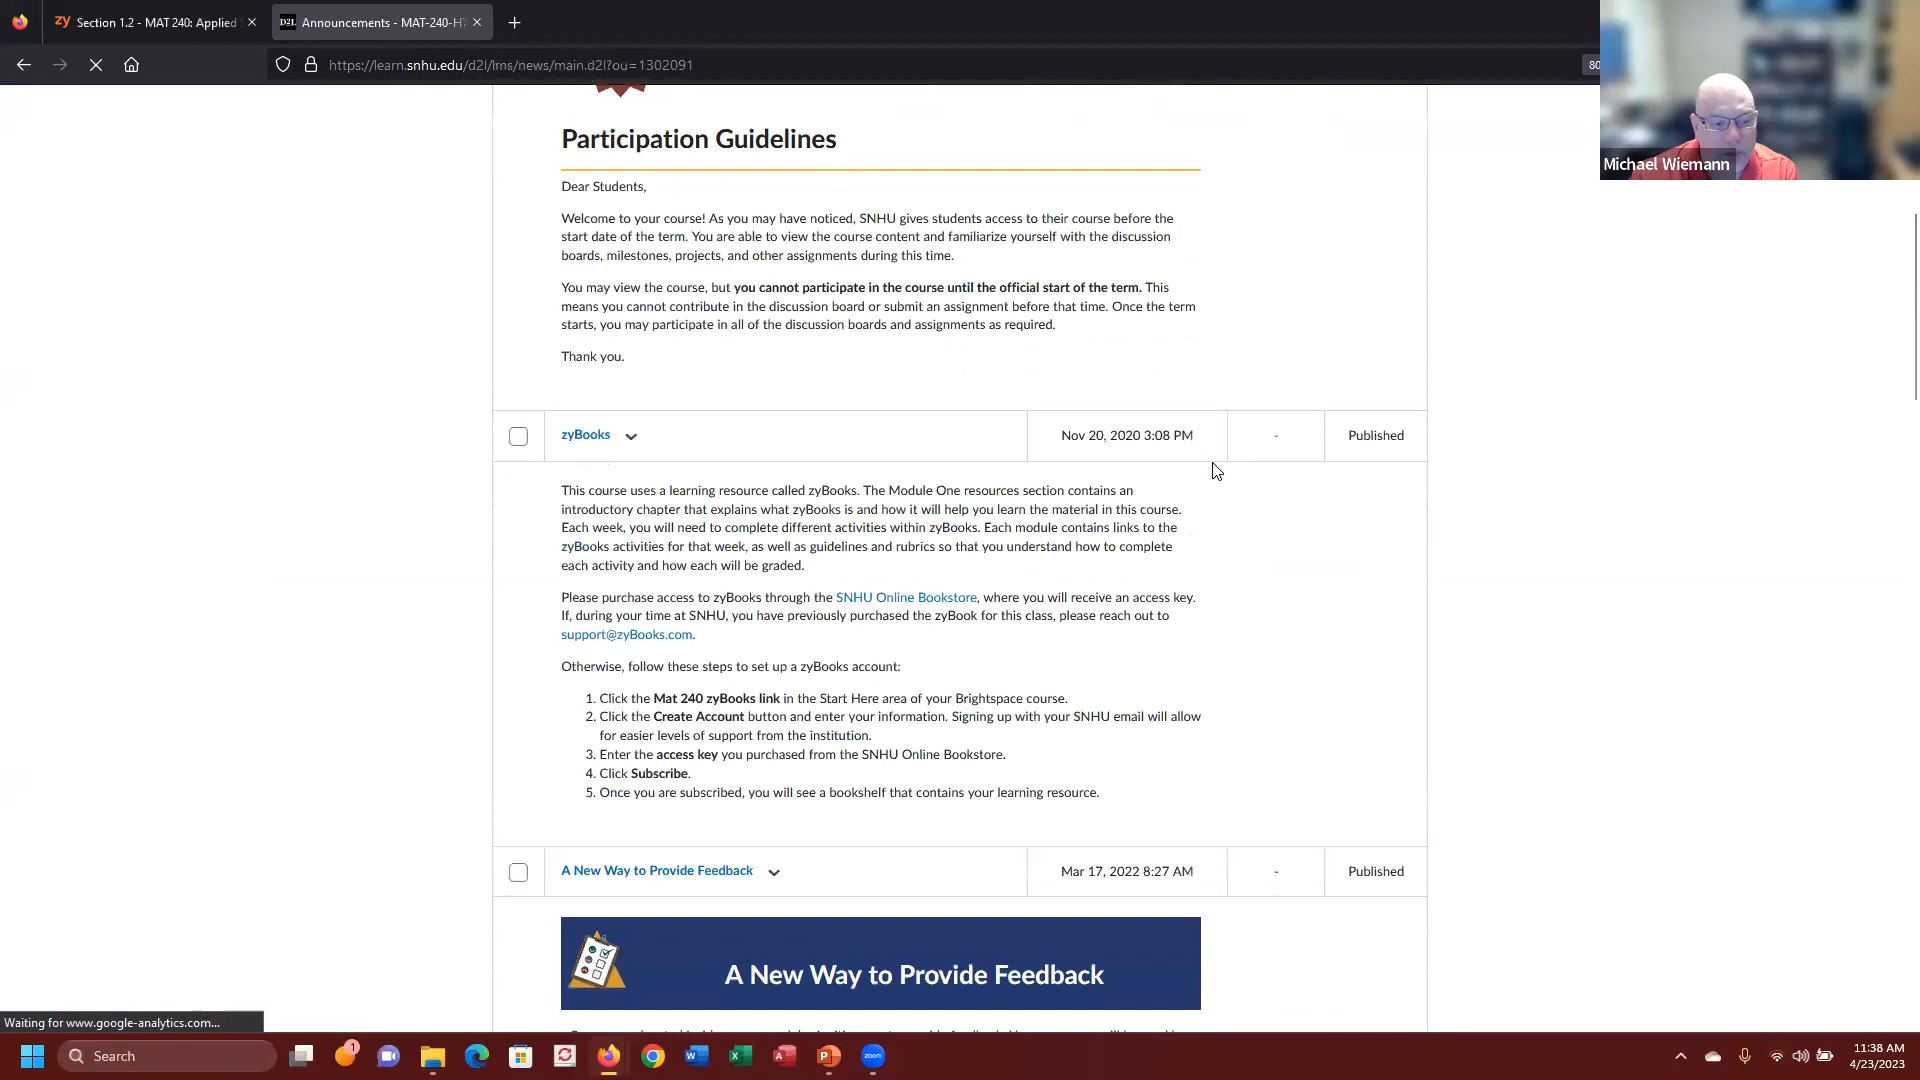 zy Section 1.2 - MAT 240: Applied
D2L Announcements - MAT-240-H
https://learn.snhu.edu/d2l/lms/news/main.d2l?ou=1302091
80
Michael Wiemann
Participation Guidelines
Dear Students,
Welcome to your course! As you may have noticed, SNHU gives students access to their course before the
start date of the term. You are able to view the course content and familiarize yourself with the discussion
boards, milestones, projects, and other assignments during this time.
You may view the course, but you cannot participate in the course until the official start of the term. This
means you cannot contribute in the discussion board or submit an assignment before that time. Once the term
starts, you may participate in all of the discussion boards and assignments as required.
Thank you.
zyBooks Nov 20, 2020 3:08 PM - Published
This course uses a learning resource called zyBooks. The Module One resources section contains an
introductory chapter that explains what zyBooks is and how it will help you learn the material in this course.
Each week, you will need to complete different activities within zyBooks. Each module contains links to the
zyBooks activities for that week, as well as guidelines and rubrics so that you understand how to complete
each activity and how each will be graded.
Please purchase access to zyBooks through the SNHU Online Bookstore, where you will receive an access key.
If, during your time at SNHU, you have previously purchased the zyBook for this class, please reach out to
support@zyBooks.com.
Otherwise, follow these steps to set up a zyBooks account:
1. Click the Mat 240 zyBooks link in the Start Here area of your Brightspace course.
2. Click the Create Account button and enter your information. Signing up with your SNHU email will allow
for easier levels of support from the institution.
3. Enter the access key you purchased from the SNHU Online Bookstore.
4. Click Subscribe.
5. Once you are subscribed, you will see a bookshelf that contains your learning resource.
A New Way to Provide Feedback Mar 17, 2022 8:27 AM - Published
A New Way to Provide Feedback
Waiting for www.google-analytics.com...
Search
1
zoom
11:38 AM
4/23/2023